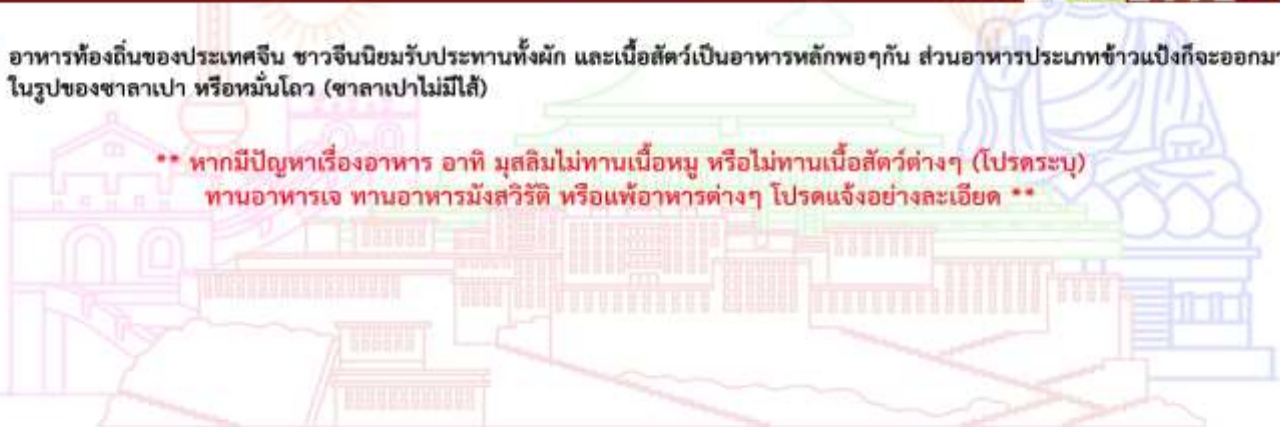 อาหารท้องถิ่นของประเทศจีน ชาวจีนนิยมรับประทานทั้งผัก และเนื้อสัตว์เป็นอาหารหลักพอๆกัน ส่วนอาหารประเภทข้าวแป้งก็จะออกมา
ในรูปของซาลาเปา หรือหมั่นโถว (ซาลาเปาไม่มีไส้)
** หากมีปัญหาเรื่องอาหาร อาทิ มุสลิมไม่ทานเนื้อหมู หรือไม่ทานเนื้อสัตว์ต่างๆ (โปรดระบุ)
ทานอาหารเจ ทานอาหารมังสวิรัติ หรือแพ้อาหารต่างๆ โปรดแจ้งอย่างละเอียด **